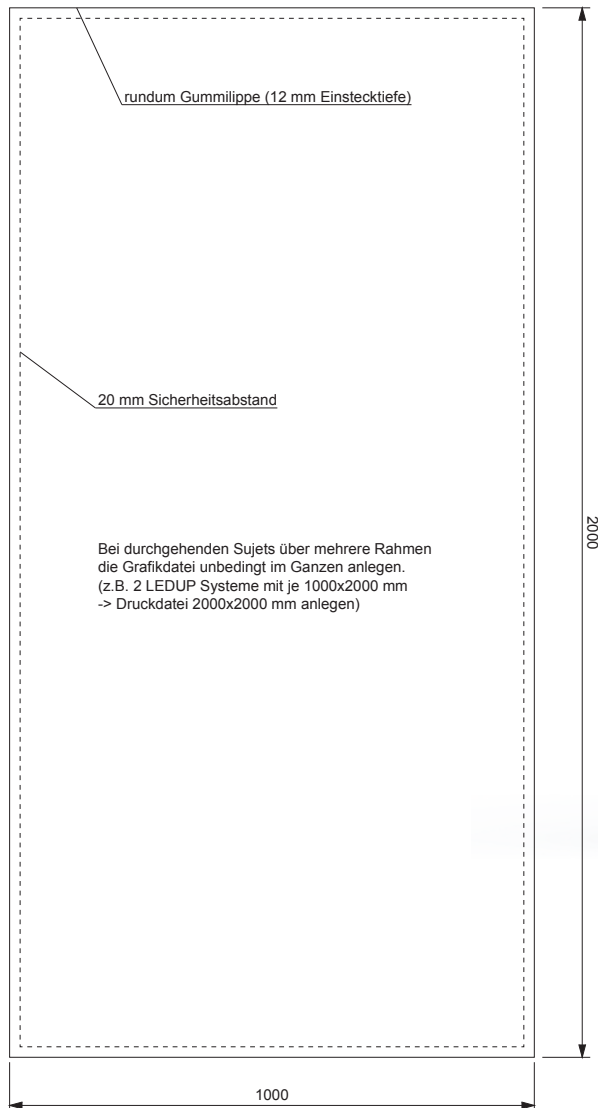 rundum Gummilippe (12 mm Einstecktiefe)
20 mm Sicherheitsabstand
Bei durchgehenden Sujets über mehrere Rahmen
die Grafikdatei unbedingt im Ganzen anlegen.
(z.B. 2 LEDUP Systeme mit je 1000x2000 mm
-> Druckdatei 2000x2000 mm anlegen)
2000
1000